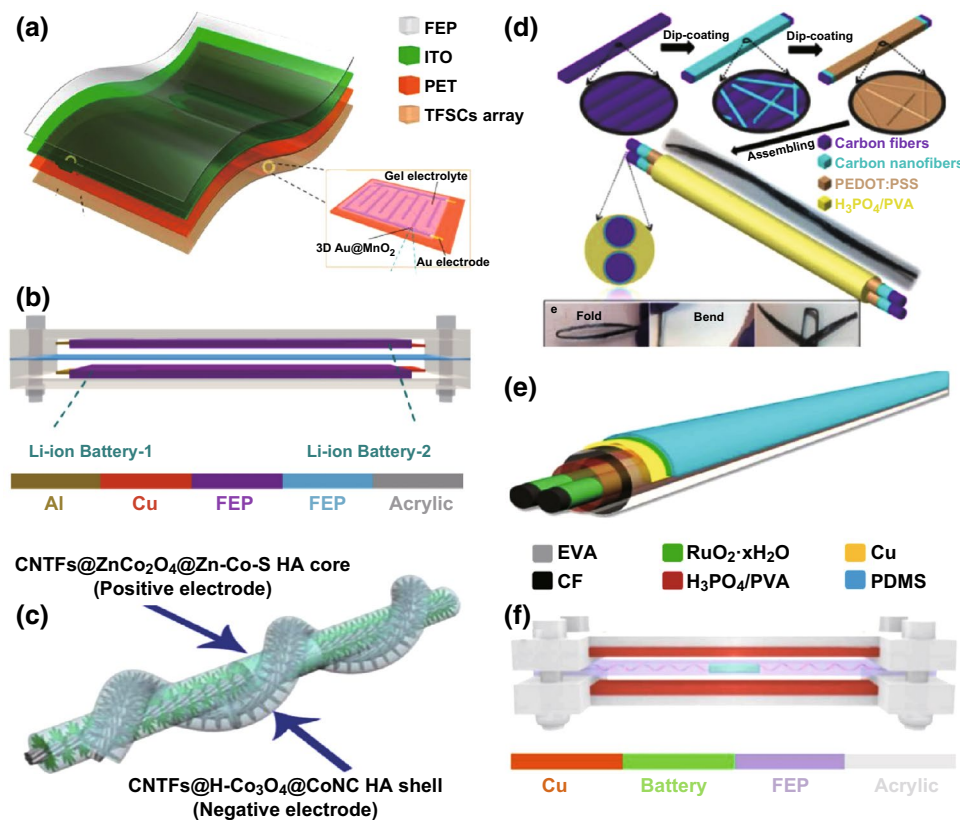 (a)
FEP
ITO
PET
TFSCs array
Gel electrolyte
3D Au@MnO₂
Au electrode
(b)
Li-ion Battery-1
Li-ion Battery-2
Al
Cu
FEP
FEP
Acrylic
CNTFs@ZnCo₂O₄@Zn-Co-S HA core
(Positive electrode)
(c)
CNTFs@H-Co₃O₄@CoNC HA shell
(Negative electrode)
(d)
Dip-coating
Dip-coating
Assembling
Carbon fibers
Carbon nanofibers
PEDOT:PSS
H₃PO₄/PVA
e
Fold
Bend
(e)
EVA
RuO₂·xH₂O
Cu
CF
H₃PO₄/PVA
PDMS
(f)
Cu
Battery
FEP
Acrylic